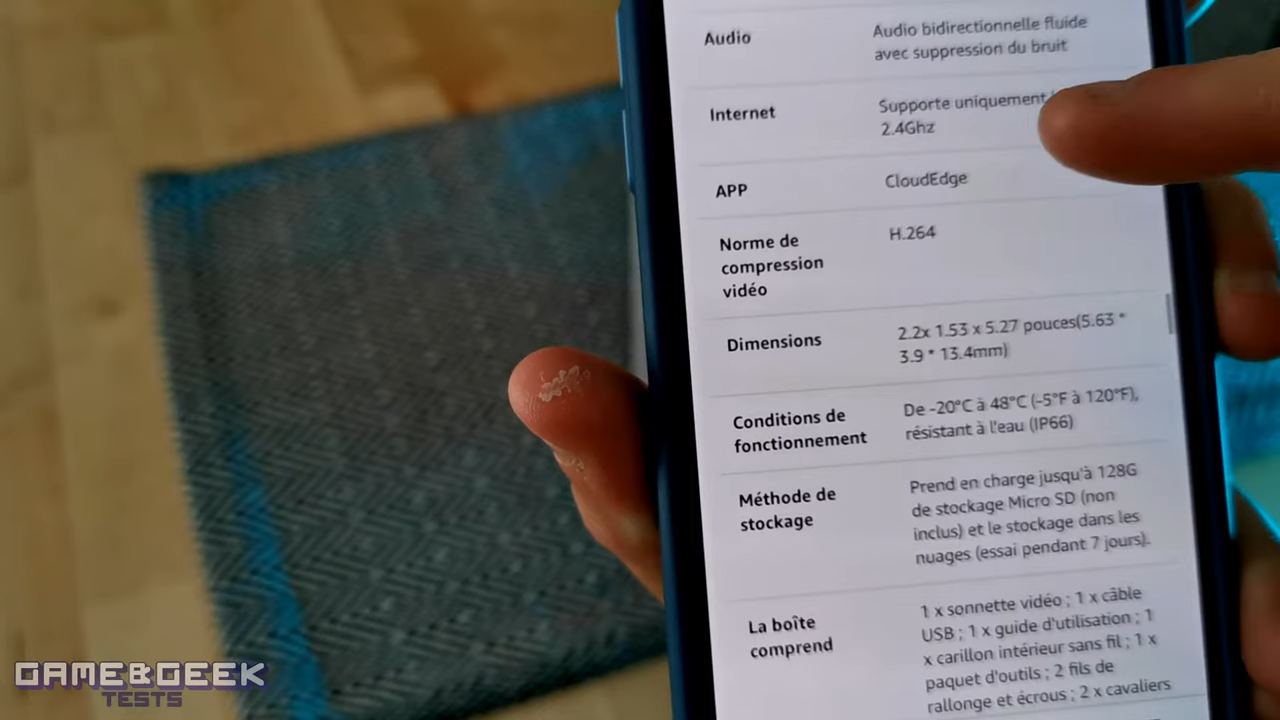 Audio
Audio bidirectionnelle fluide
avec suppression du bruit
Internet
Supporte uniquement
2.4Ghz
APP
CloudEdge
Norme de
compression
vidéo
H.264
Dimensions
2.2x 1.53 x 5.27 pouces(5.63 *
3.9 * 13.4mm)
Conditions de
fonctionnement
De -20°C à 48°C (-5°F à 120°F),
résistant à l'eau (IP66)
Méthode de
stockage
Prend en charge jusqu'à 128G
de stockage Micro SD (non
inclus) et le stockage dans les
nuages (essai pendant 7 jours).
La boîte
comprend
1 x sonnette vidéo ; 1 x câble
USB ; 1 x guide d'utilisation ; 1
x carillon intérieur sans fil ; 1 x
paquet d'outils ; 2 fils de
rallonge et écrous ; 2 x cavaliers
GAME&GEEK
TESTS